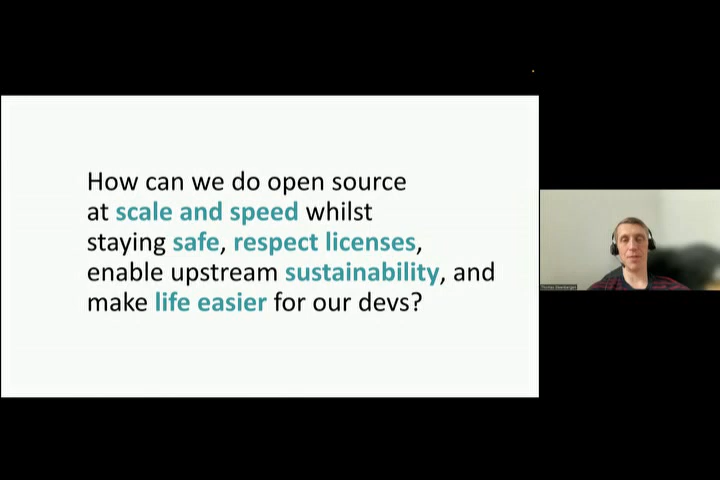 How can we do open source
at scale and speed whilst
staying safe, respect licenses,
enable upstream sustainability, and
make life easier for our devs?